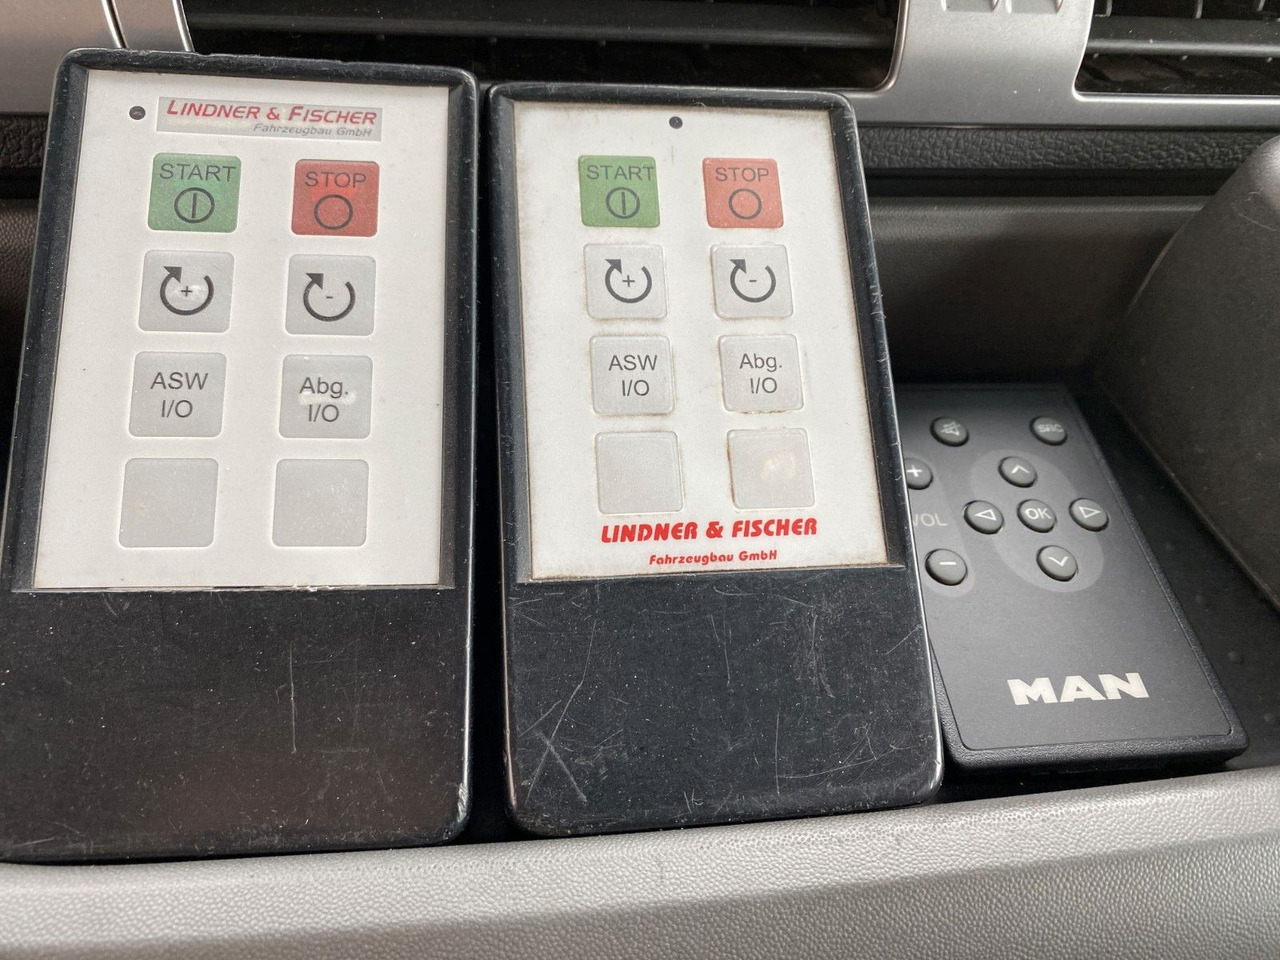 LINDNER & FISCHER
Fahrzeugbau GmbH
START
STOP
+
-
ASW
I/O
Abg.
I/O
START
STOP
+
-
ASW
I/O
Abg.
I/O
LINDNER & FISCHER
Fahrzeugbau GmbH
SRC
+
VOL
OK
-
MAN